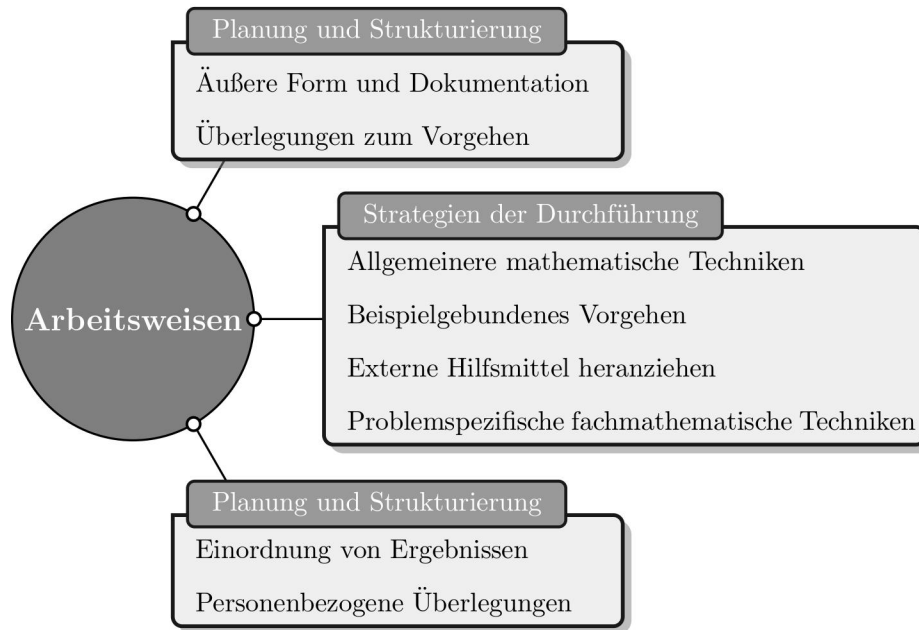 Planung und Strukturierung
Äußere Form und Dokumentation
Überlegungen zum Vorgehen
Arbeitsweisen
Strategien der Durchführung
Allgemeinere mathematische Techniken
Beispielgebundenes Vorgehen
Externe Hilfsmittel heranziehen
Problemspezifische fachmathematische Techniken
Planung und Strukturierung
Einordnung von Ergebnissen
Personenbezogene Überlegungen